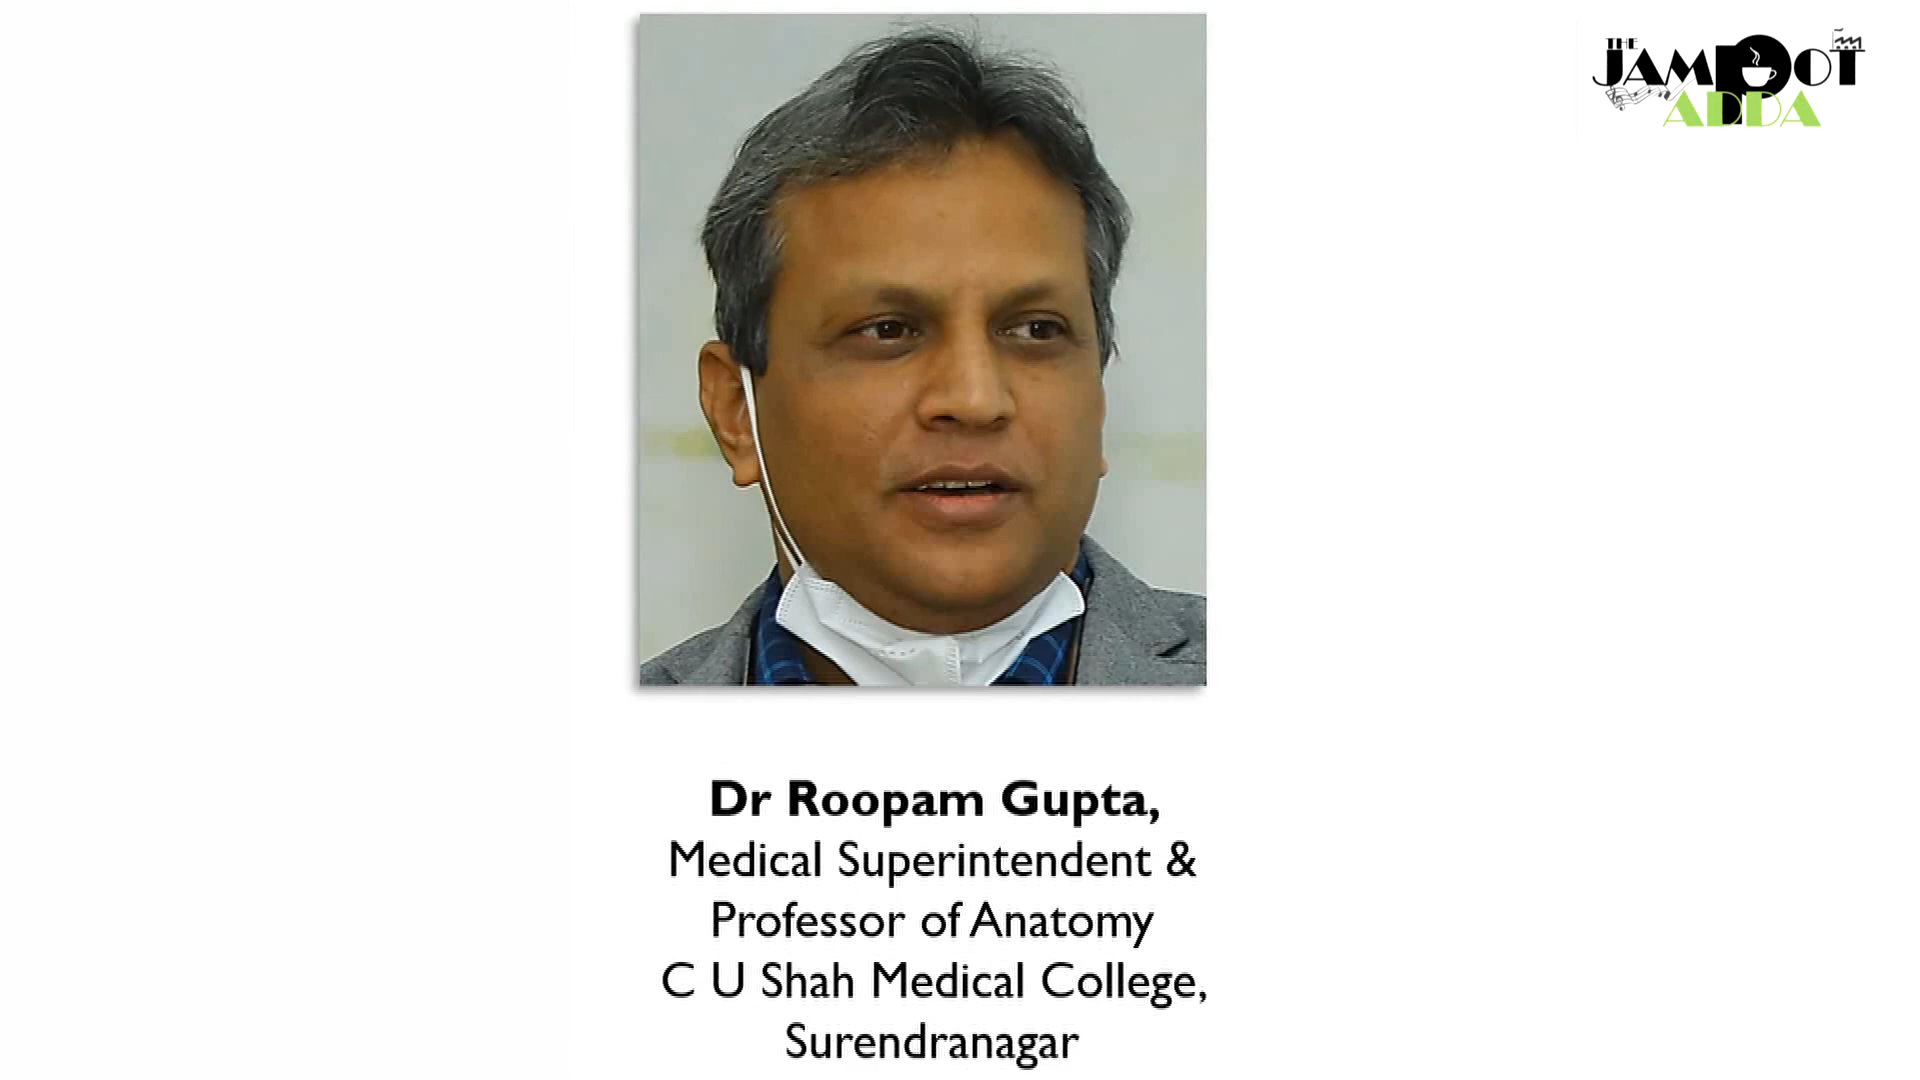 THE
JAMPOT
ADDA
Dr Roopam Gupta,
Medical Superintendent &
Professor of Anatomy
C U Shah Medical College,
Surendranagar